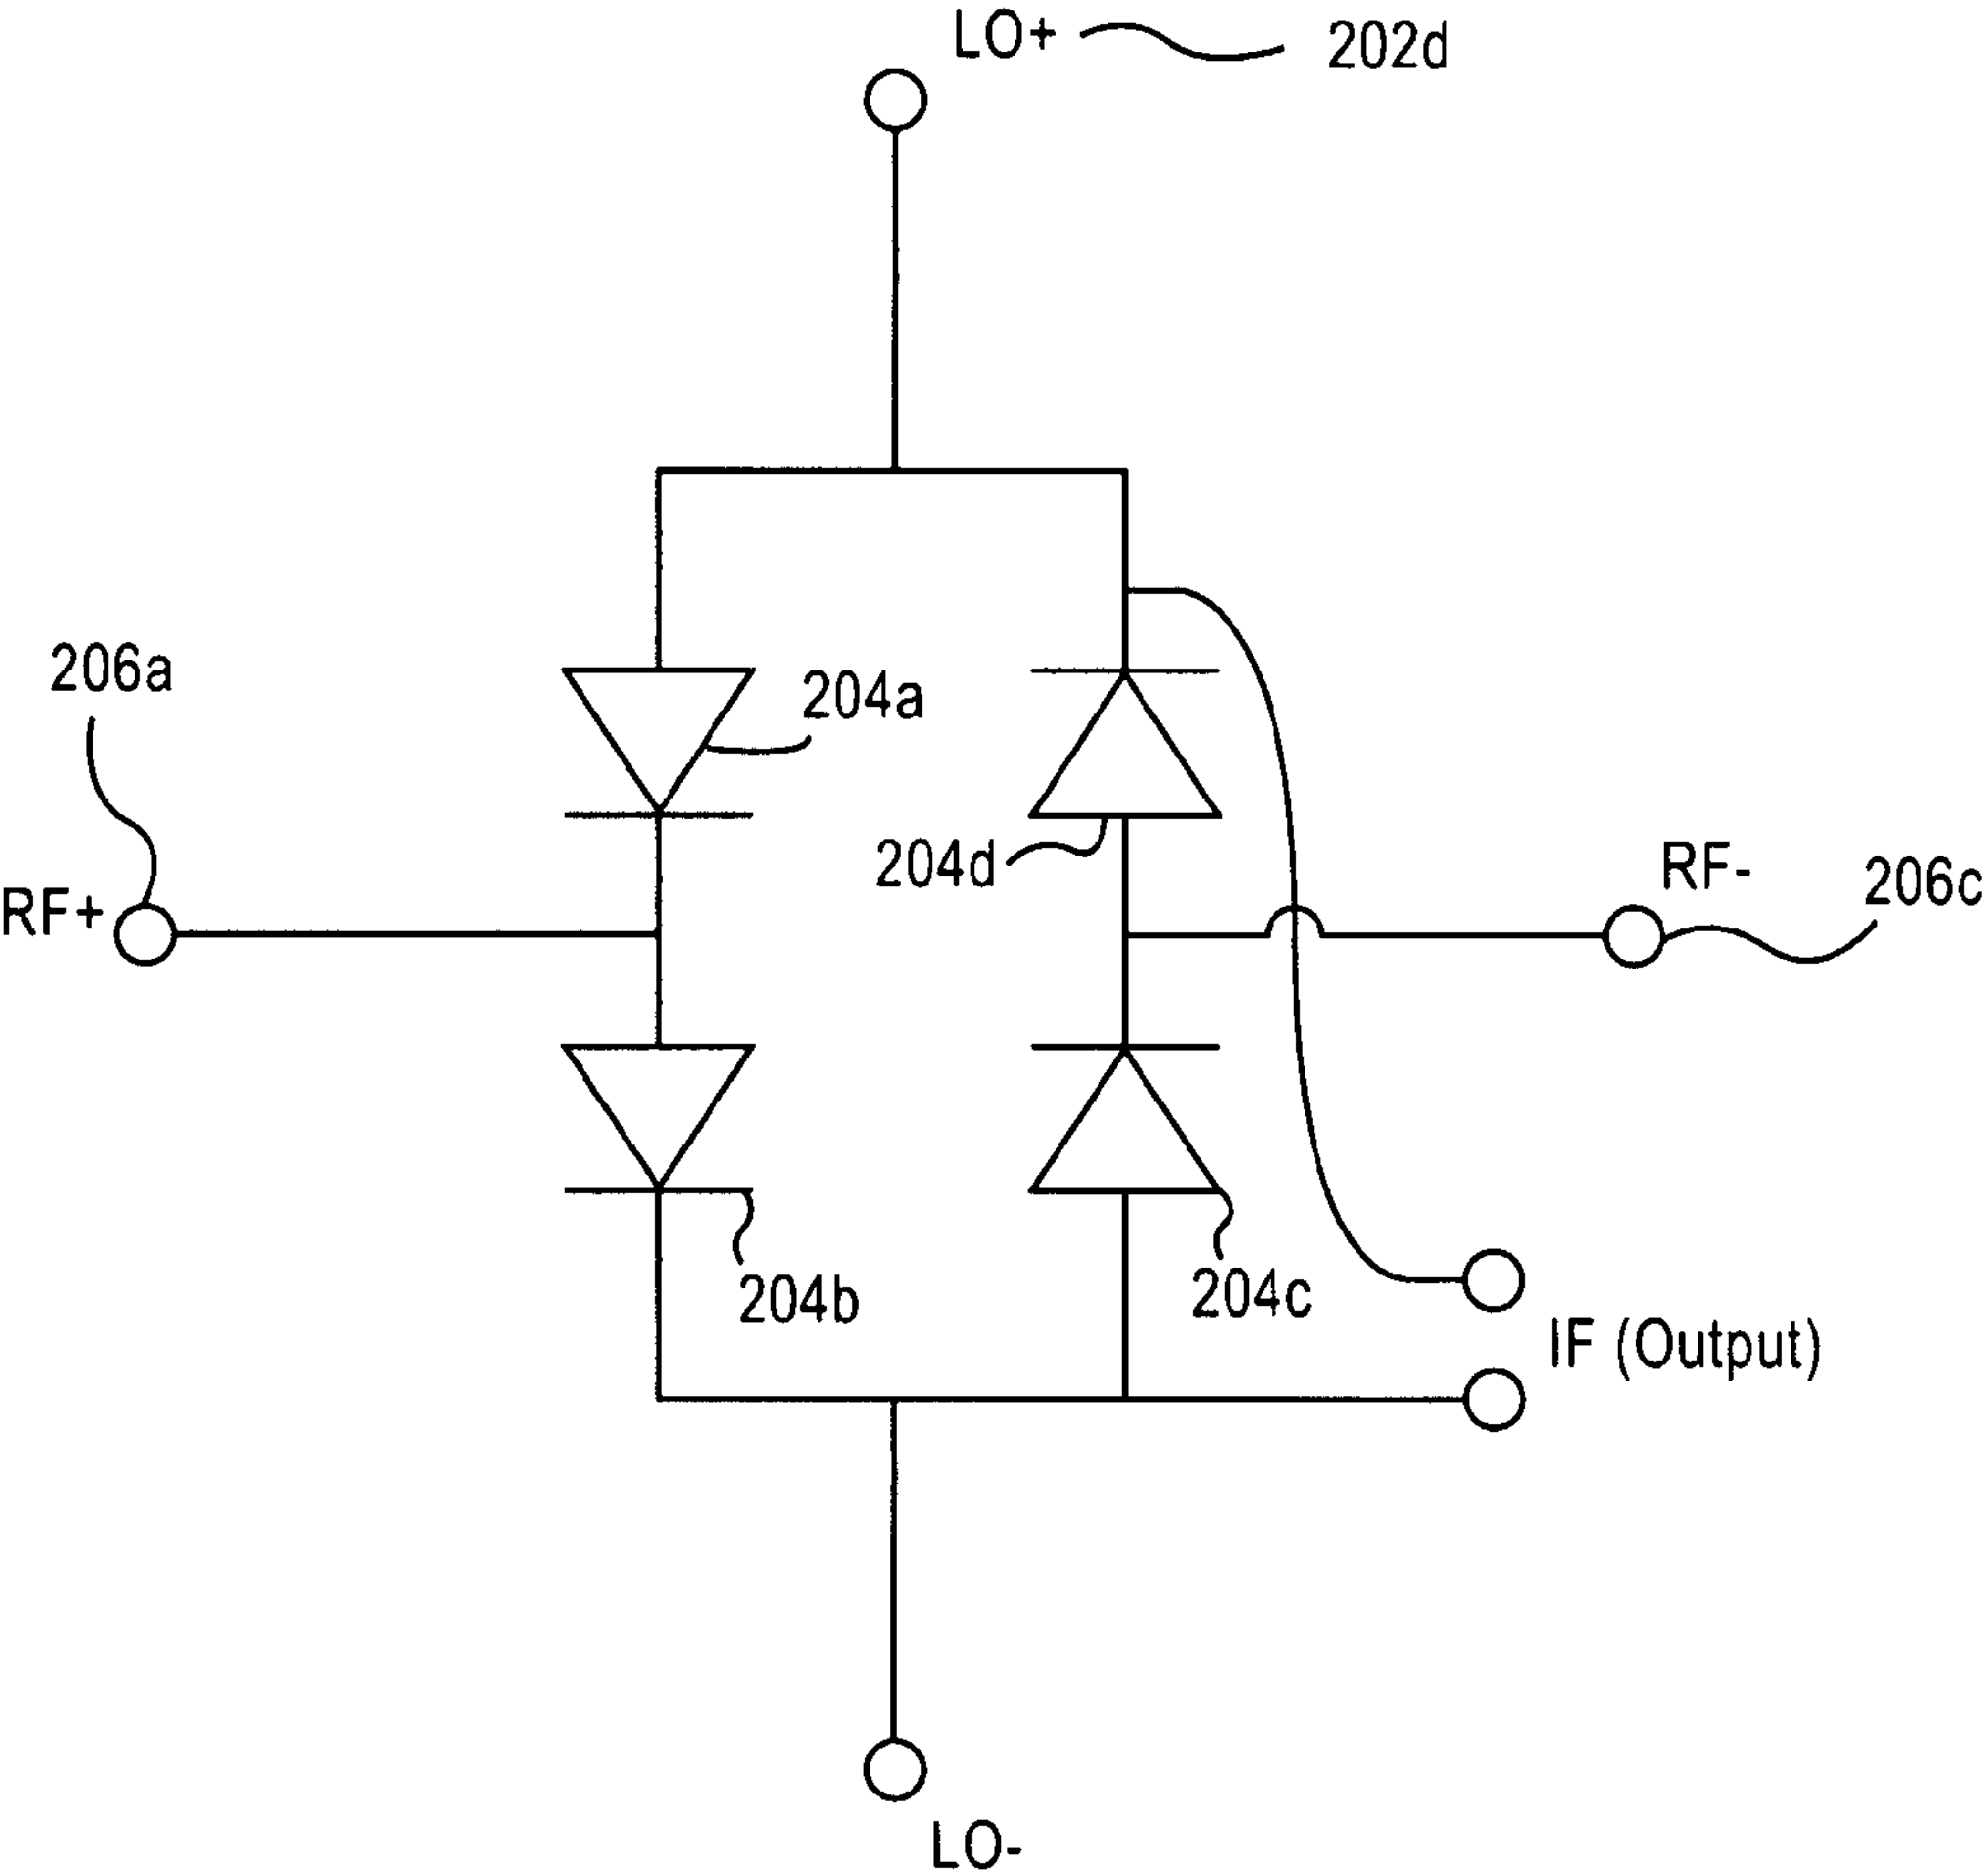 LO+
202d
206a
204a
204d
RF-
206c
RF+
204b
204c
IF (Output)
LO-